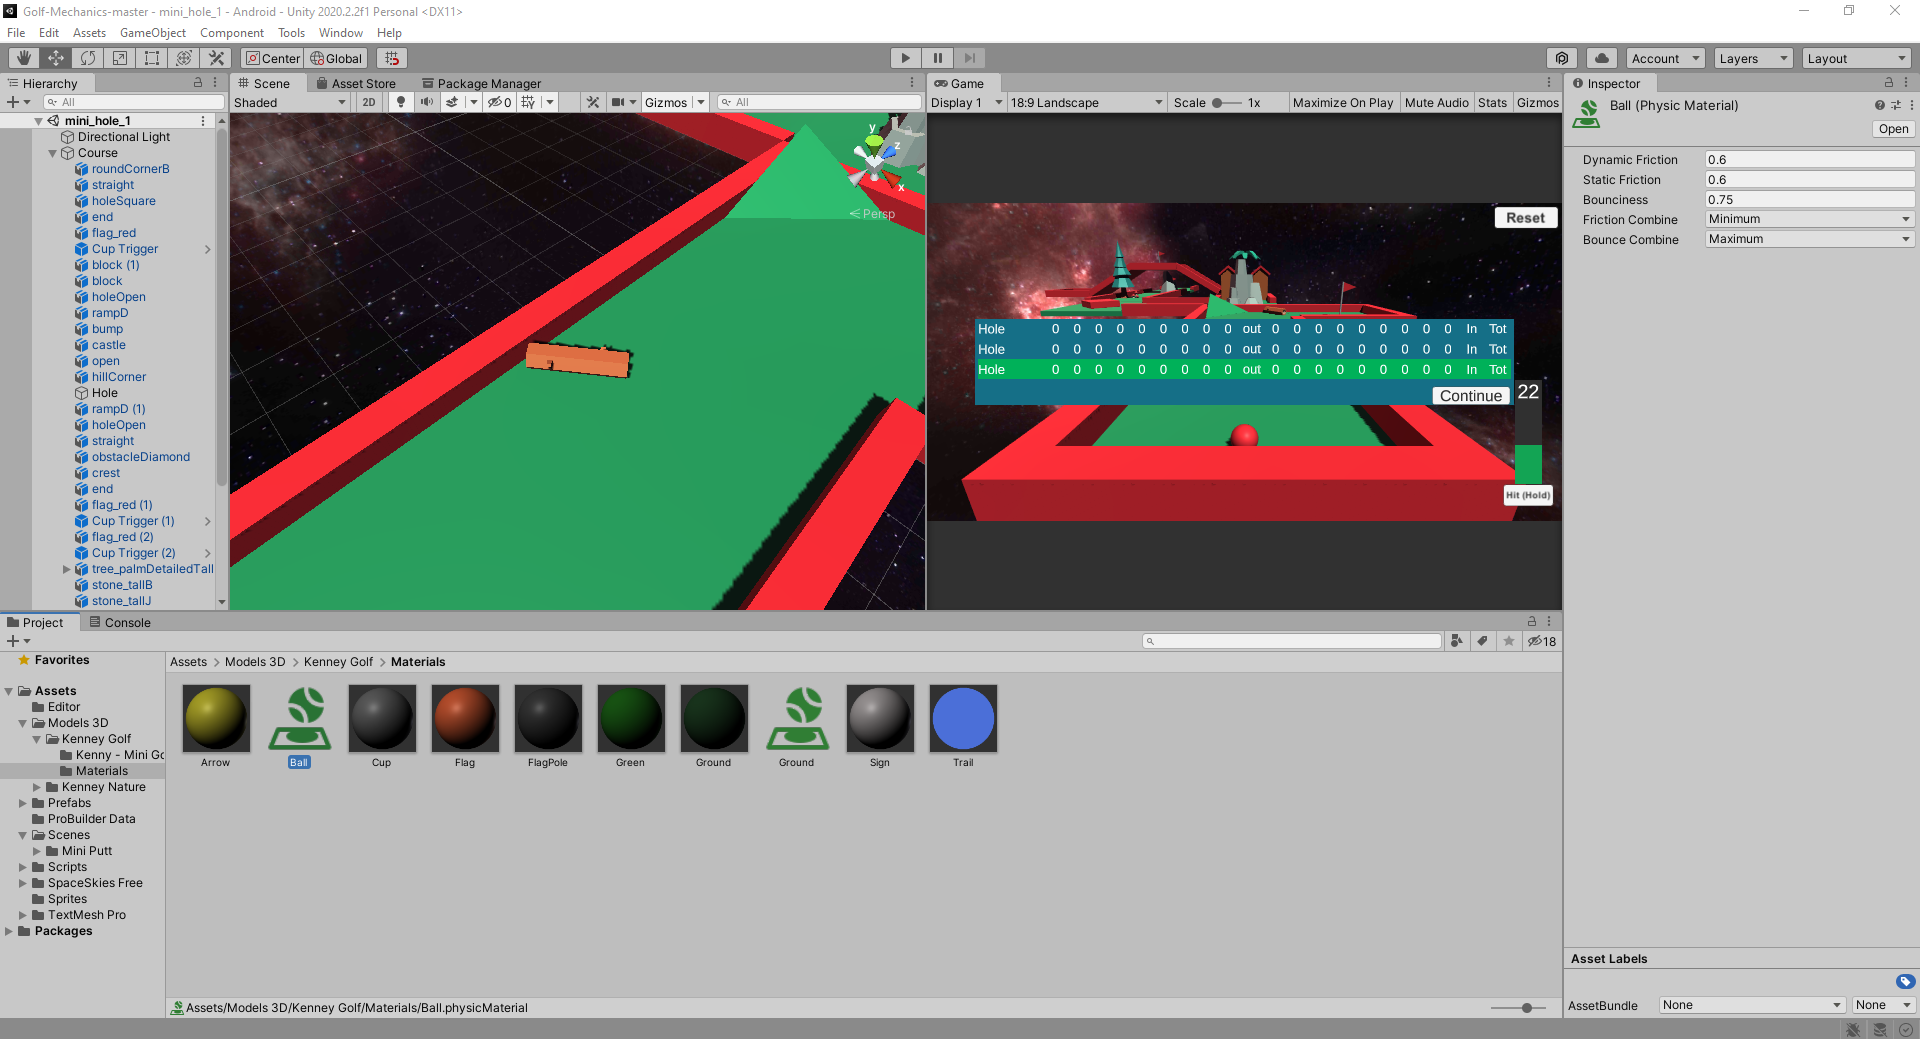 Golf-Mechanics-master - mini_hole_1 - Android - Unity 2020.2.2f1 Personal <DX11>
File Edit Assets GameObject Component Tools Window Help
Center Global
Account Layers Layout
Hierarchy
All
mini_hole_1
Directional Light
Course
roundCornerB
straight
holeSquare
end
flag_red
Cup Trigger
block (1)
block
holeOpen
rampD
bump
castle
open
hillCorner
Hole
rampD (1)
holeOpen
straight
obstacleDiamond
crest
end
flag_red (1)
Cup Trigger (1)
flag_red (2)
Cup Trigger (2)
tree_palmDetailedTall
stone_tallB
stone_tallJ
Scene Asset Store Package Manager
Shaded 2D 0 Gizmos All
y
z
x
Persp
Game
Display 1 18:9 Landscape Scale 1x Maximize On Play Mute Audio Stats Gizmos
Reset
Hole 0 0 0 0 0 0 0 0 0 out 0 0 0 0 0 0 0 0 0 In Tot
Hole 0 0 0 0 0 0 0 0 0 out 0 0 0 0 0 0 0 0 0 In Tot
Hole 0 0 0 0 0 0 0 0 0 out 0 0 0 0 0 0 0 0 0 In Tot
Continue
22
Hit (Hold)
Inspector
Ball (Physic Material)
Open
Dynamic Friction 0.6
Static Friction 0.6
Bounciness 0.75
Friction Combine Minimum
Bounce Combine Maximum
Asset Labels
AssetBundle None None
Project Console
18
Favorites
Assets
Editor
Models 3D
Kenney Golf
Kenny - Mini Go
Materials
Kenney Nature
Prefabs
ProBuilder Data
Scenes
Mini Putt
Scripts
SpaceSkies Free
Sprites
TextMesh Pro
Packages
Assets > Models 3D > Kenney Golf > Materials
Arrow Ball Cup Flag FlagPole Green Ground Ground Sign Trail
Assets/Models 3D/Kenney Golf/Materials/Ball.physicMaterial